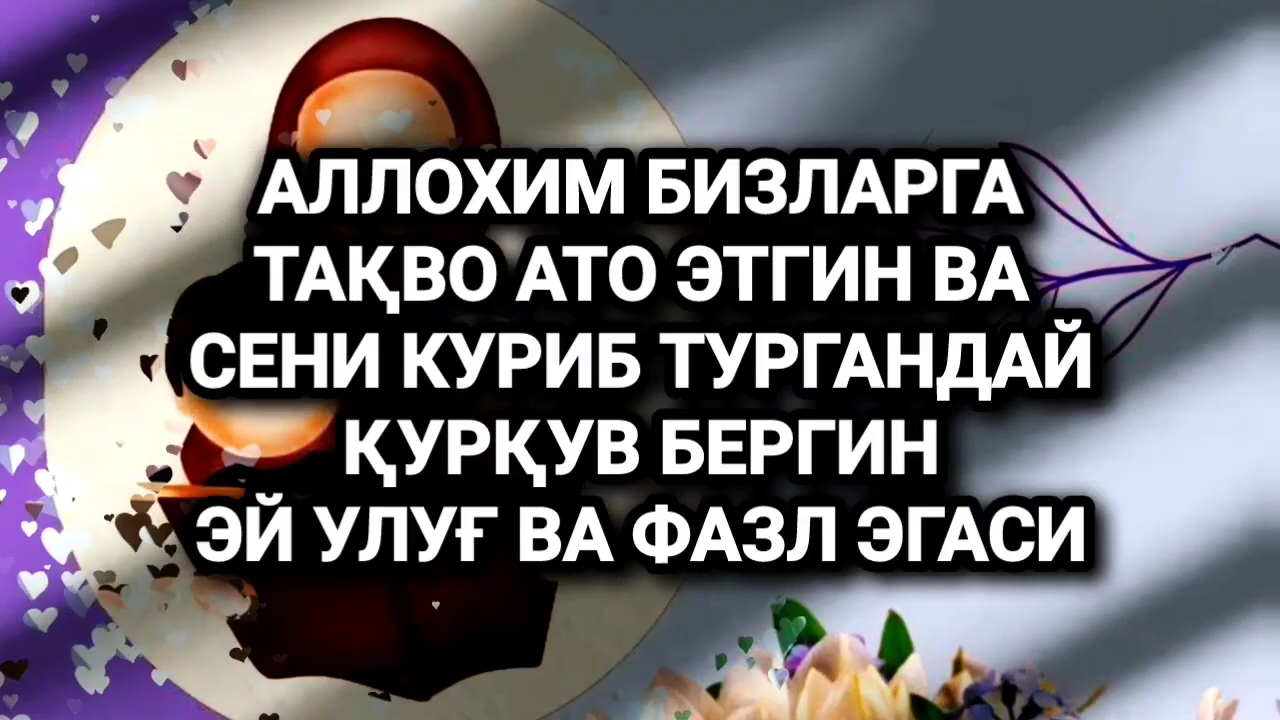 АЛЛОХИМ БИЗЛАРГА
ТАҚВО АТО ЭТГИН ВА
СЕНИ КУРИБ ТУРГАНДАЙ
ҚУРҚУВ БЕРГИН
ЭЙ УЛУҒ ВА ФАЗЛ ЭГАСИ